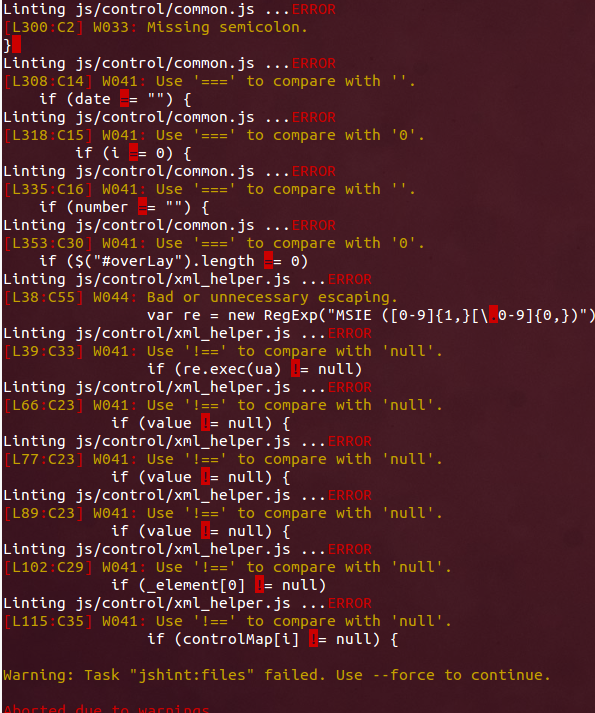 Linting js/control/common.js ...ERROR
[L300:C2] W033: Missing semicolon.
}
Linting js/control/common.js ...ERROR
[L308:C14] W041: Use '===' to compare with ''.
    if (date == "") {
Linting js/control/common.js ...ERROR
[L318:C15] W041: Use '===' to compare with '0'.
        if (i == 0) {
Linting js/control/common.js ...ERROR
[L335:C16] W041: Use '===' to compare with ''.
    if (number == "") {
Linting js/control/common.js ...ERROR
[L353:C30] W041: Use '===' to compare with '0'.
    if ($("#overLay").length == 0)
Linting js/control/xml_helper.js ...ERROR
[L38:C55] W044: Bad or unnecessary escaping.
                var re = new RegExp("MSIE ([0-9]{1,}[\.0-9]{0,})")
Linting js/control/xml_helper.js ...ERROR
[L39:C33] W041: Use '!==' to compare with 'null'.
                if (re.exec(ua) != null)
Linting js/control/xml_helper.js ...ERROR
[L66:C23] W041: Use '!==' to compare with 'null'.
            if (value != null) {
Linting js/control/xml_helper.js ...ERROR
[L77:C23] W041: Use '!==' to compare with 'null'.
            if (value != null) {
Linting js/control/xml_helper.js ...ERROR
[L89:C23] W041: Use '!==' to compare with 'null'.
            if (value != null) {
Linting js/control/xml_helper.js ...ERROR
[L102:C29] W041: Use '!==' to compare with 'null'.
            if (_element[0] != null)
Linting js/control/xml_helper.js ...ERROR
[L115:C35] W041: Use '!==' to compare with 'null'.
                if (controlMap[i] != null) {
Warning: Task "jshint:files" failed. Use --force to continue.
Aborted due to warnings.